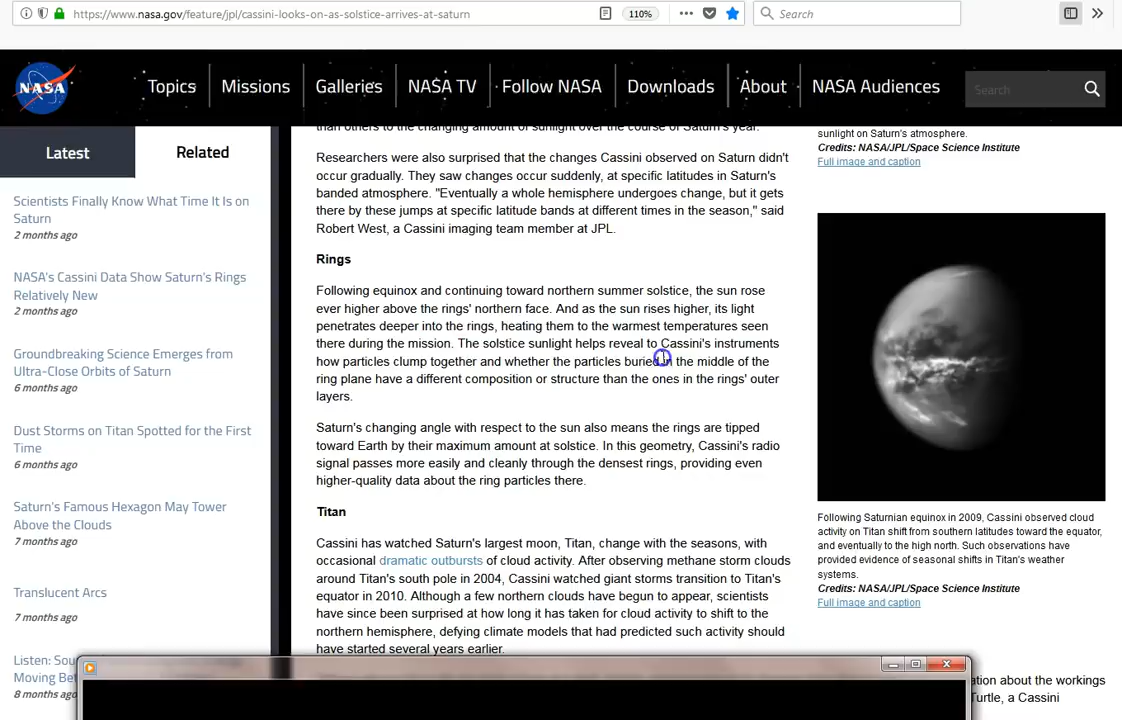 https://www.nasa.gov/feature/jpl/cassini-looks-on-as-solstice-arrives-at-saturn
110%
Search
NASA
Topics
Missions
Galleries
NASA TV
Follow NASA
Downloads
About
NASA Audiences
Search
Latest
Related
Scientists Finally Know What Time It Is on
Saturn
2 months ago
NASA's Cassini Data Show Saturn's Rings
Relatively New
2 months ago
Groundbreaking Science Emerges from
Ultra-Close Orbits of Saturn
6 months ago
Dust Storms on Titan Spotted for the First
Time
6 months ago
Saturn's Famous Hexagon May Tower
Above the Clouds
7 months ago
Translucent Arcs
7 months ago
Listen: Sou
Moving Be
8 months ago
than others to the changing amount of sunlight over the course of Saturn's year.
Researchers were also surprised that the changes Cassini observed on Saturn didn't
occur gradually. They saw changes occur suddenly, at specific latitudes in Saturn's
banded atmosphere. "Eventually a whole hemisphere undergoes change, but it gets
there by these jumps at specific latitude bands at different times in the season," said
Robert West, a Cassini imaging team member at JPL.
Rings
Following equinox and continuing toward northern summer solstice, the sun rose
ever higher above the rings' northern face. And as the sun rises higher, its light
penetrates deeper into the rings, heating them to the warmest temperatures seen
there during the mission. The solstice sunlight helps reveal to Cassini's instruments
how particles clump together and whether the particles buried in the middle of the
ring plane have a different composition or structure than the ones in the rings' outer
layers.
Saturn's changing angle with respect to the sun also means the rings are tipped
toward Earth by their maximum amount at solstice. In this geometry, Cassini's radio
signal passes more easily and cleanly through the densest rings, providing even
higher-quality data about the ring particles there.
Titan
Cassini has watched Saturn's largest moon, Titan, change with the seasons, with
occasional dramatic outbursts of cloud activity. After observing methane storm clouds
around Titan's south pole in 2004, Cassini watched giant storms transition to Titan's
equator in 2010. Although a few northern clouds have begun to appear, scientists
have since been surprised at how long it has taken for cloud activity to shift to the
northern hemisphere, defying climate models that had predicted such activity should
have started several years earlier.
sunlight on Saturn's atmosphere.
Credits: NASA/JPL/Space Science Institute
Full image and caption
Following Saturnian equinox in 2009, Cassini observed cloud
activity on Titan shift from southern latitudes toward the equator,
and eventually to the high north. Such observations have
provided evidence of seasonal shifts in Titan's weather
systems.
Credits: NASA/JPL/Space Science Institute
Full image and caption
ation about the workings
Turtle, a Cassini